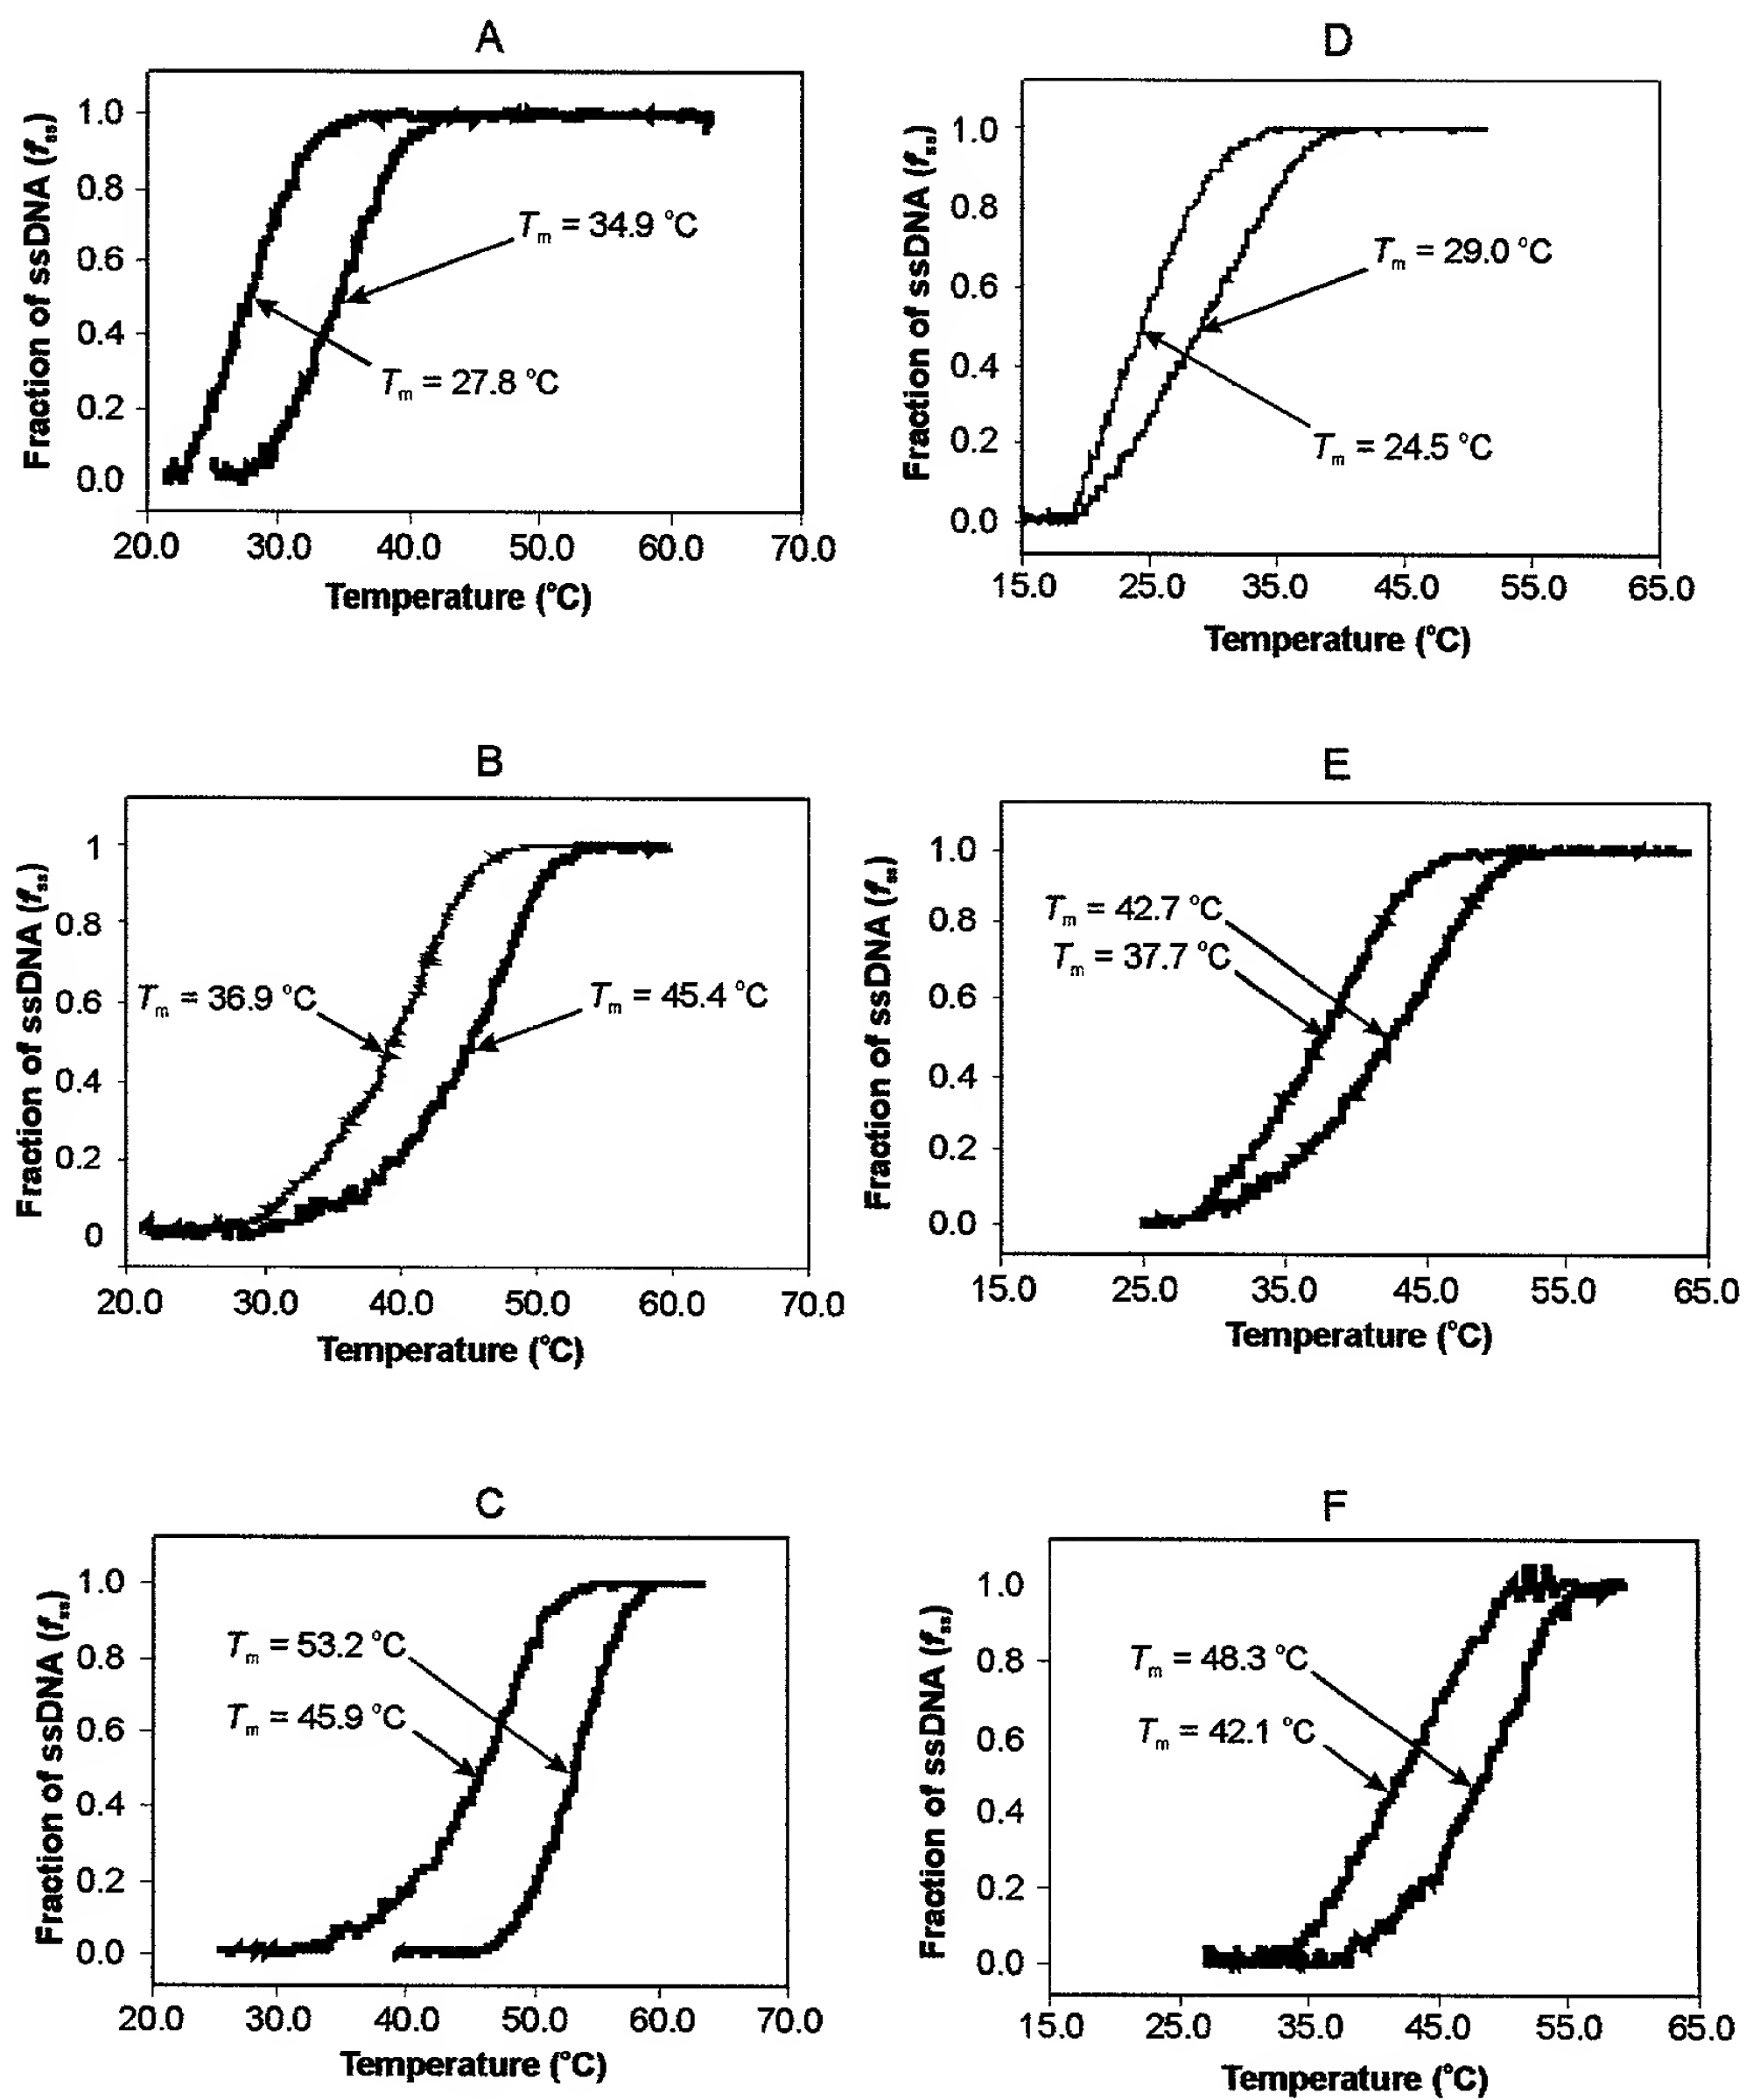 A
Fraction of ssDNA (fss)
1.0
0.8
0.6
0.4
0.2
0.0
Tm = 34.9 °C
Tm = 27.8 °C
20.0 30.0 40.0 50.0 60.0 70.0
Temperature (°C)
D
Fraction of ssDNA (fss)
1.0
0.8
0.6
0.4
0.2
0.0
Tm = 29.0 °C
Tm = 24.5 °C
15.0 25.0 35.0 45.0 55.0 65.0
Temperature (°C)
B
Fraction of ssDNA (fss)
1
0.8
0.6
0.4
0.2
0
Tm = 36.9 °C
Tm = 45.4 °C
20.0 30.0 40.0 50.0 60.0 70.0
Temperature (°C)
E
Fraction of ssDNA (fss)
1.0
0.8
0.6
0.4
0.2
0.0
Tm = 42.7 °C
Tm = 37.7 °C
15.0 25.0 35.0 45.0 55.0 65.0
Temperature (°C)
C
Fraction of ssDNA (fss)
1.0
0.8
0.6
0.4
0.2
0.0
Tm = 53.2 °C
Tm = 45.9 °C
20.0 30.0 40.0 50.0 60.0 70.0
Temperature (°C)
F
Fraction of ssDNA (fss)
1.0
0.8
0.6
0.4
0.2
0.0
Tm = 48.3 °C
Tm = 42.1 °C
15.0 25.0 35.0 45.0 55.0 65.0
Temperature (°C)